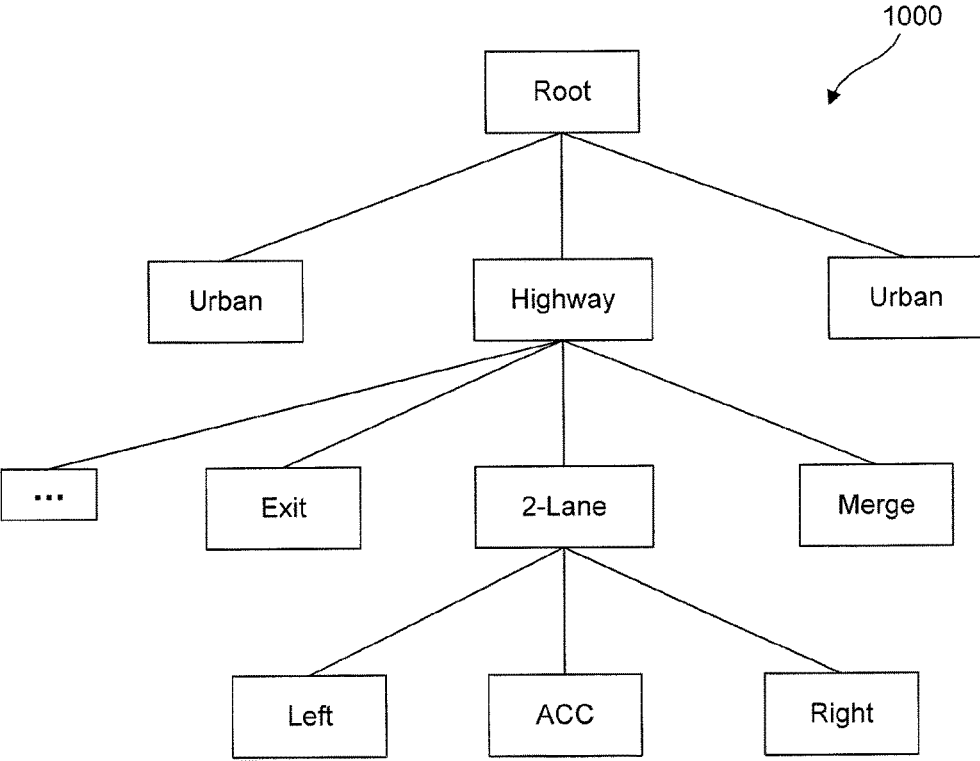 1000
Root
Urban
Highway
Urban
...
Exit
2-Lane
Merge
Left
ACC
Right